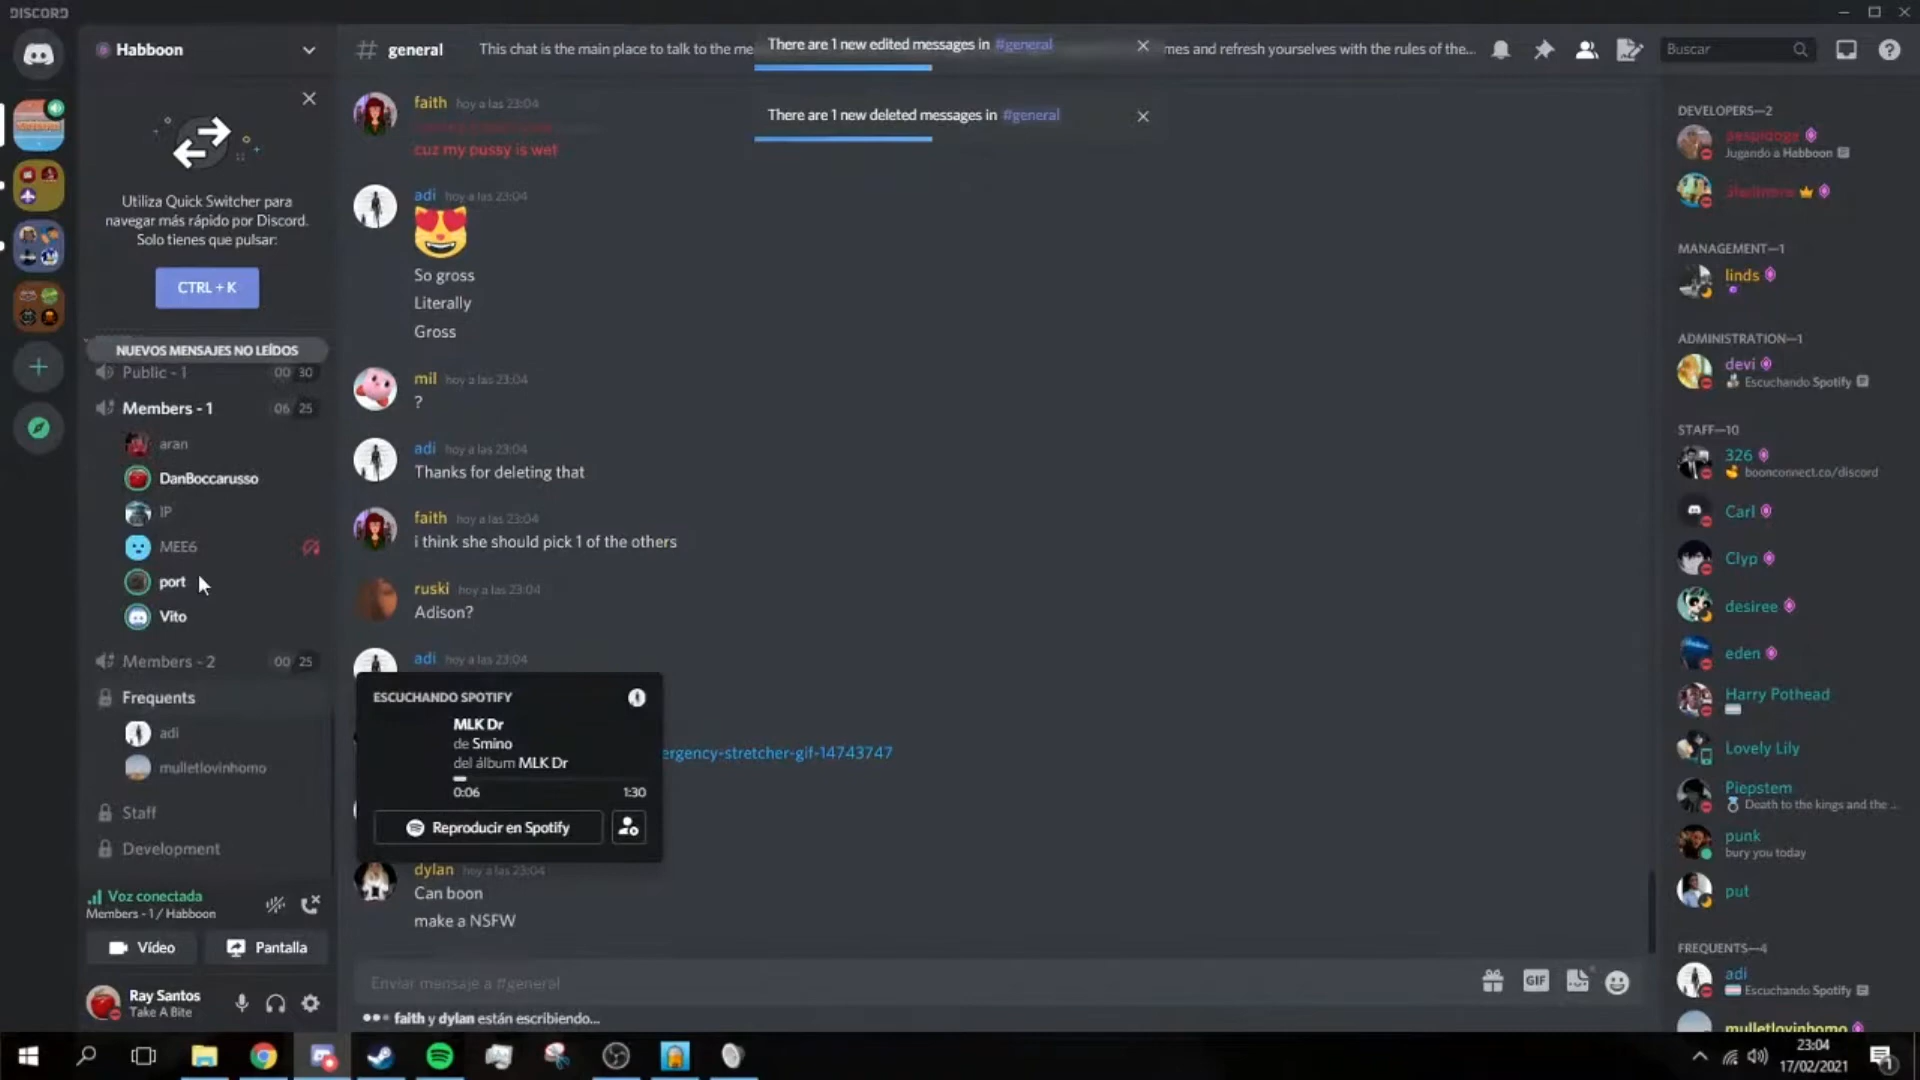 DISCORD
Habboon
Utiliza Quick Switcher para
navegar más rápido por Discord.
Solo tienes que pulsar:
CTRL + K
NUEVOS MENSAJES NO LEÍDOS
Public - 1
00 30
Members - 1
06 25
aran
DanBoccarusso
IP
MEE6
port
Vito
Members - 2
00 25
Frequents
adi
mulletlovinhomo
Staff
Development
Voz conectada
Members - 1 / Habboon
Vídeo
Pantalla
Ray Santos
Take A Bite
# general
This chat is the main place to talk to the me
mes and refresh yourselves with the rules of the...
There are 1 new edited messages in #general
There are 1 new deleted messages in #general
Buscar
faith hoy a las 23:04
cuz my pussy is wet
adi hoy a las 23:04
So gross
Literally
Gross
mil hoy a las 23:04
?
adi hoy a las 23:04
Thanks for deleting that
faith hoy a las 23:04
i think she should pick 1 of the others
ruski hoy a las 23:04
Adison?
adi hoy a las 23:04
ergency-stretcher-gif-14743747
ESCUCHANDO SPOTIFY
MLK Dr
de Smino
del álbum MLK Dr
0:06
1:30
Reproducir en Spotify
dylan hoy a las 23:04
Can boon
make a NSFW
Enviar mensaje a #general
GIF
faith y dylan están escribiendo...
DEVELOPERS—2
Jugando a Habboon
MANAGEMENT—1
linds
ADMINISTRATION—1
devi
Escuchando Spotify
STAFF—10
326
boonconnect.co/discord
Carl
Clyp
desiree
eden
Harry Pothead
Lovely Lily
Piepstem
Death to the kings and the ...
punk
bury you today
put
FREQUENTS—4
adi
Escuchando Spotify
mulletlovinhomo
23:04
17/02/2021